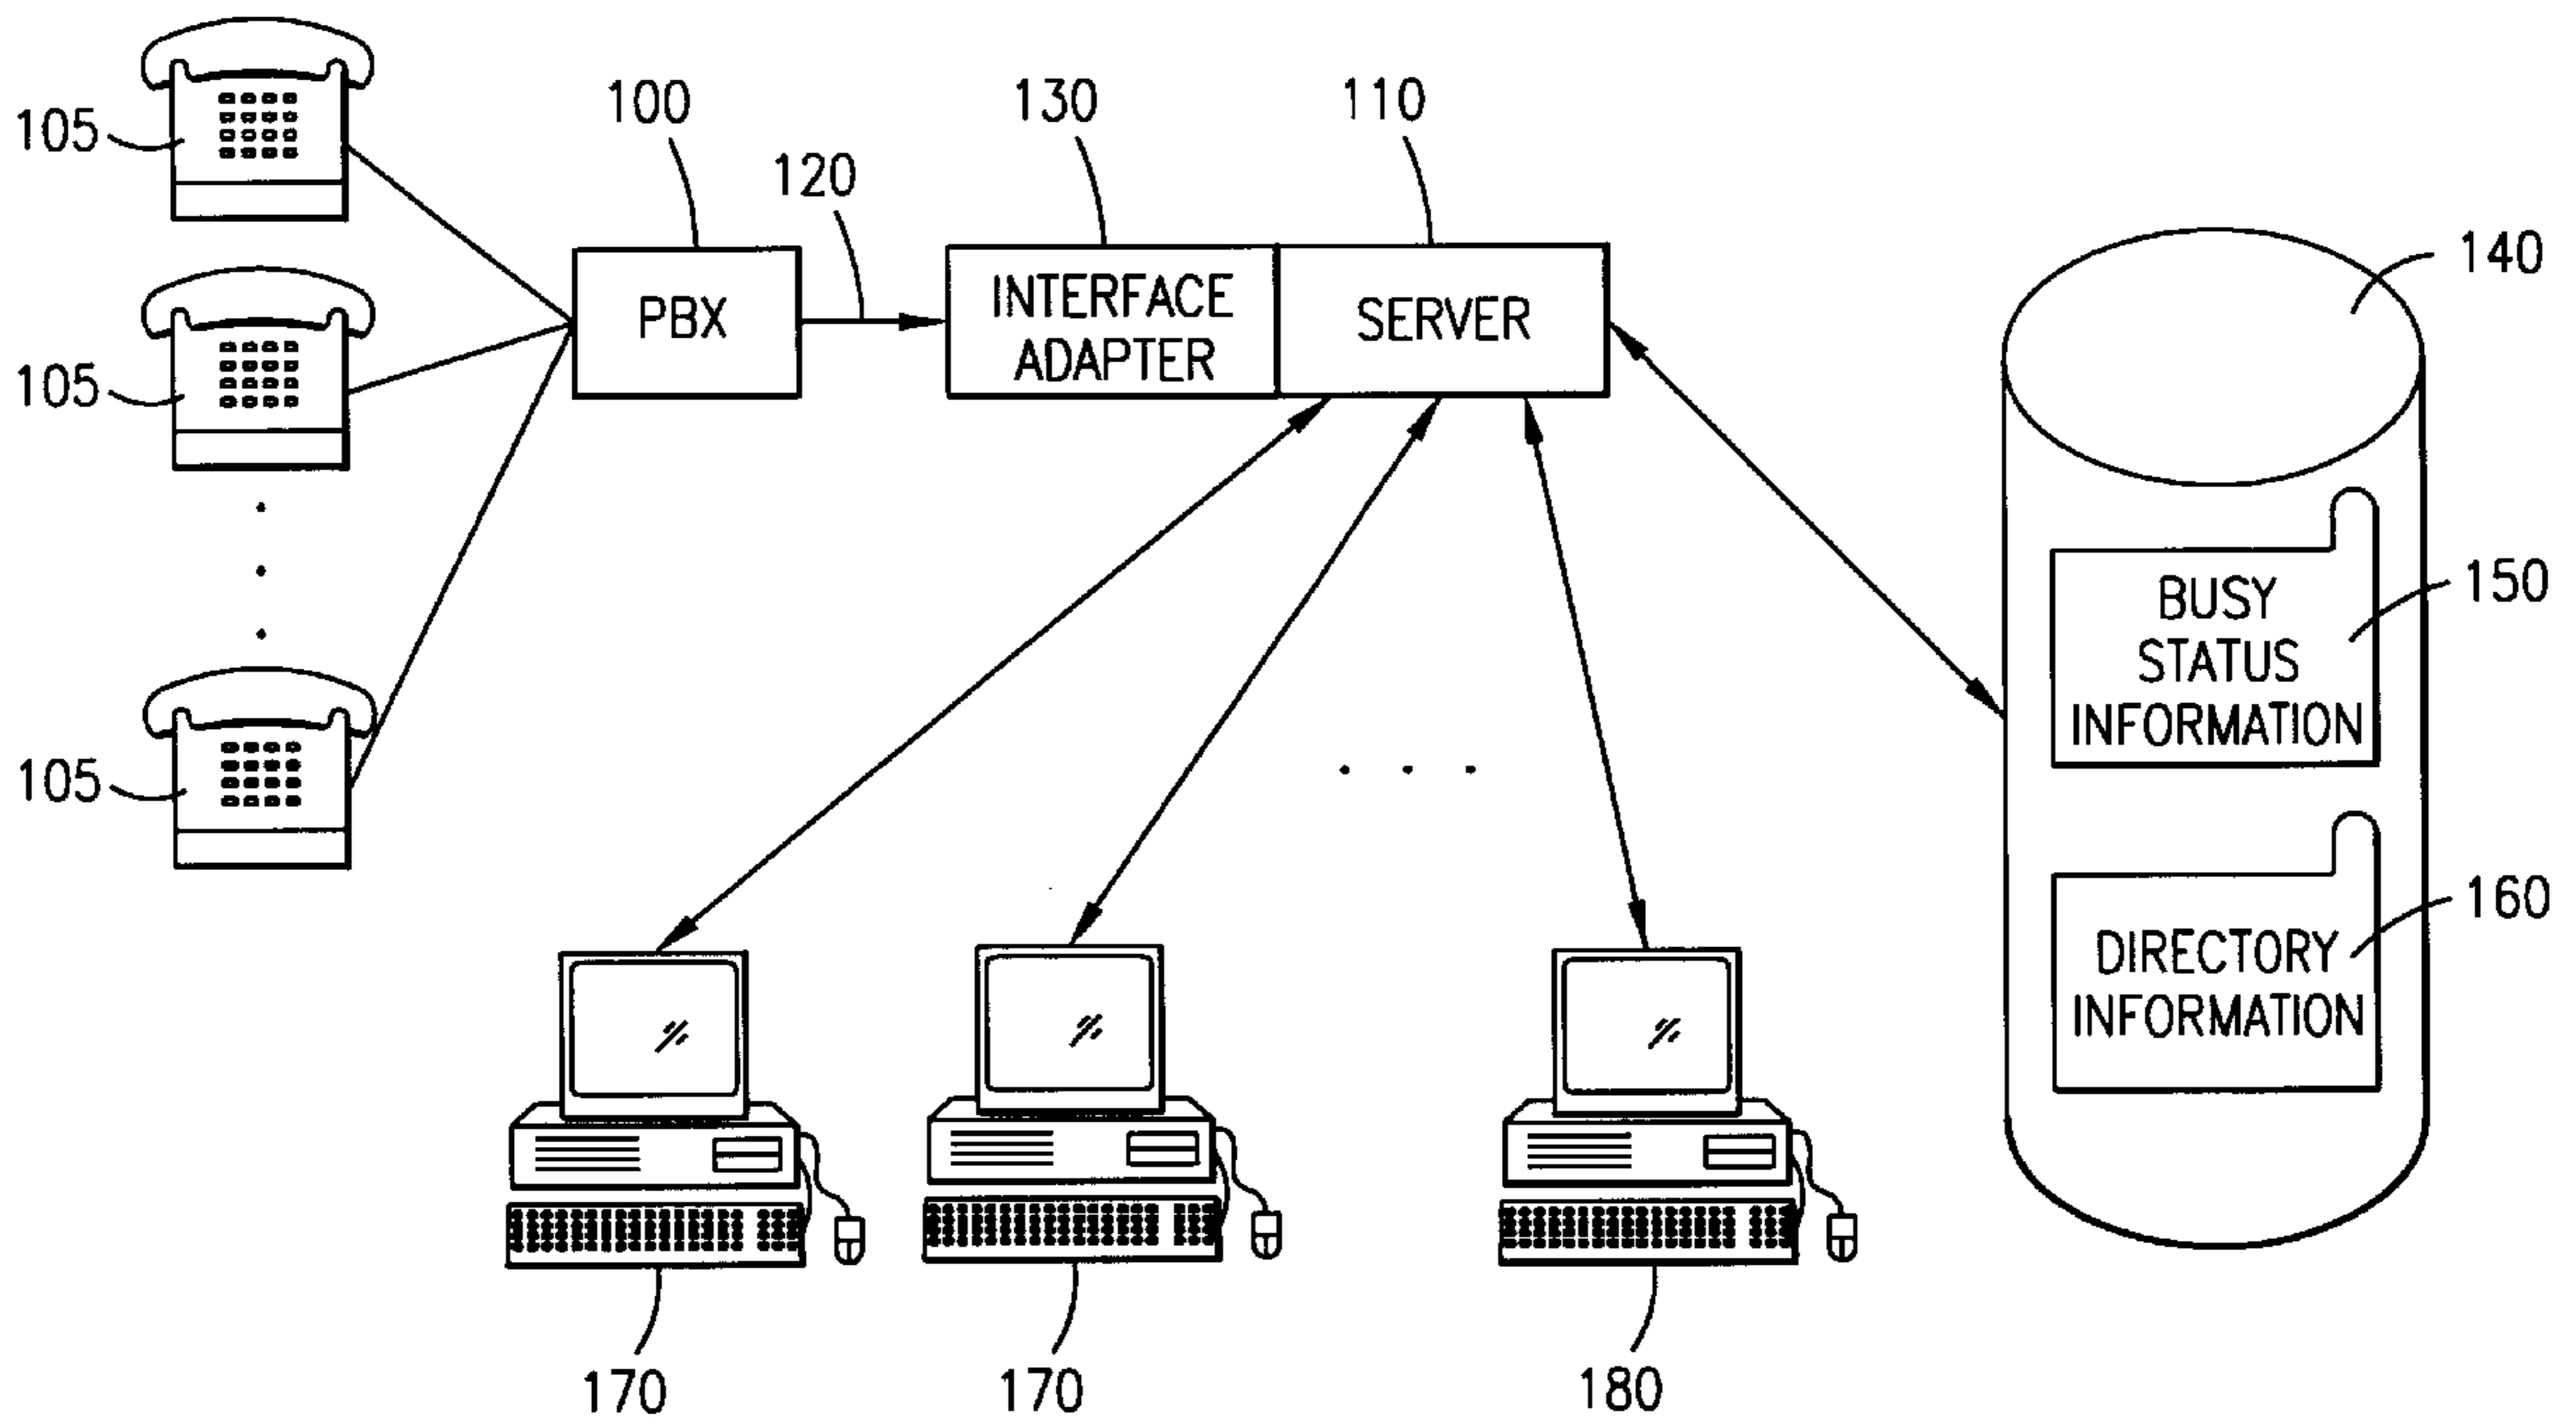 105
100
130
110
120
PBX
INTERFACE
ADAPTER
SERVER
140
105
150
BUSY
STATUS
INFORMATION
105
160
DIRECTORY
INFORMATION
170
170
180